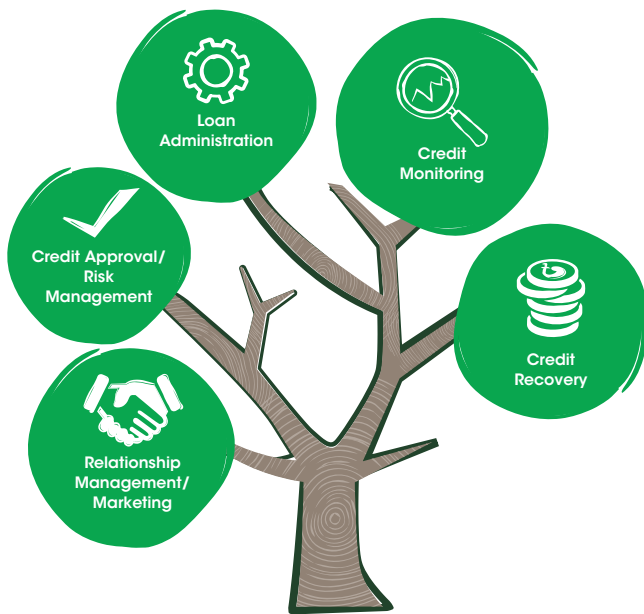 Loan
Administration
Credit
Monitoring
Credit Approval/
Risk
Management
Credit
Recovery
Relationship
Management/
Marketing